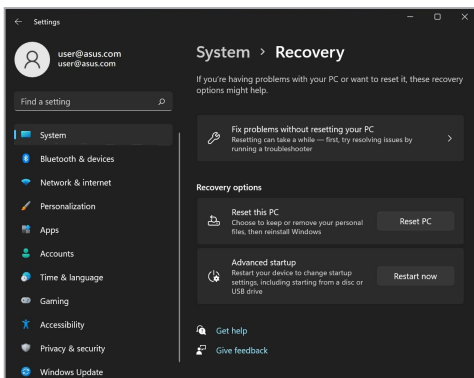 Settings
user@asus.com
user@asus.com
Find a setting
System
Bluetooth & devices
Network & internet
Personalization
Apps
Accounts
Time & language
Gaming
Accessibility
Privacy & security
Windows Update
System > Recovery
If you're having problems with your PC or want to reset it, these recovery
options might help.
Fix problems without resetting your PC
Resetting can take a while — first, try resolving issues by
running a troubleshooter
Recovery options
Reset this PC
Choose to keep or remove your personal
files, then reinstall Windows
Reset PC
Advanced startup
Restart your device to change startup
settings, including starting from a disc or
USB drive
Restart now
Get help
Give feedback